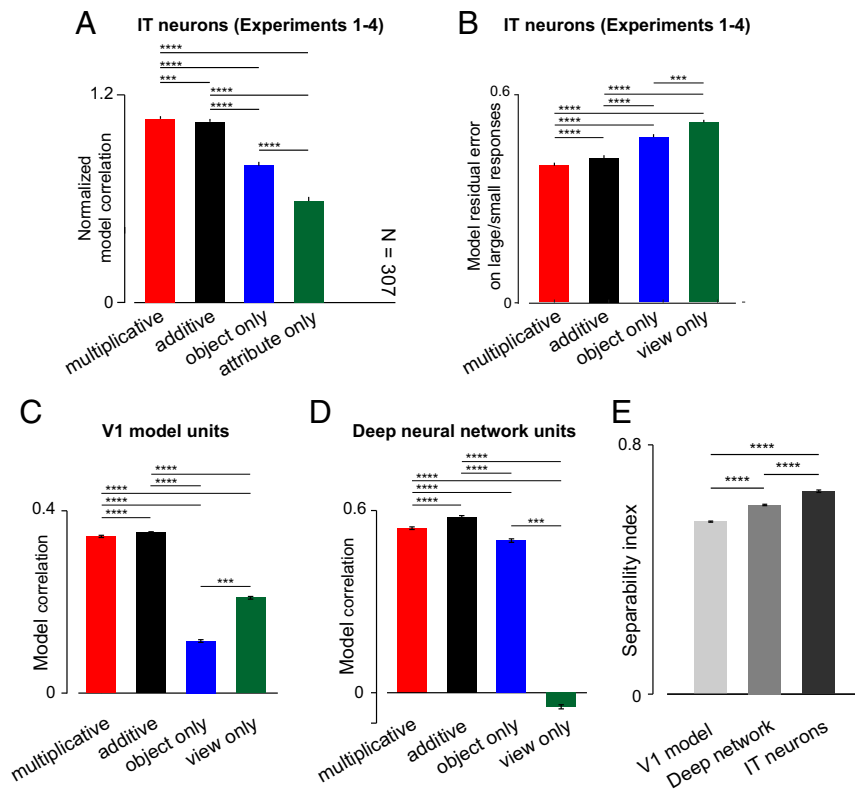 A
IT neurons (Experiments 1-4)
****
****
***
****
****
****
1.2
0
Normalized
model correlation
N = 307
multiplicative
additive
object only
attribute only
B
IT neurons (Experiments 1-4)
***
****
****
****
****
****
0.6
0
Model residual error
on large/small responses
multiplicative
additive
object only
view only
C
V1 model units
****
****
****
****
****
***
0.4
0
Model correlation
multiplicative
additive
object only
view only
D
Deep neural network units
****
****
****
****
****
***
0.6
0
Model correlation
multiplicative
additive
object only
view only
E
****
****
****
0.8
0
Separability index
V1 model
Deep network
IT neurons